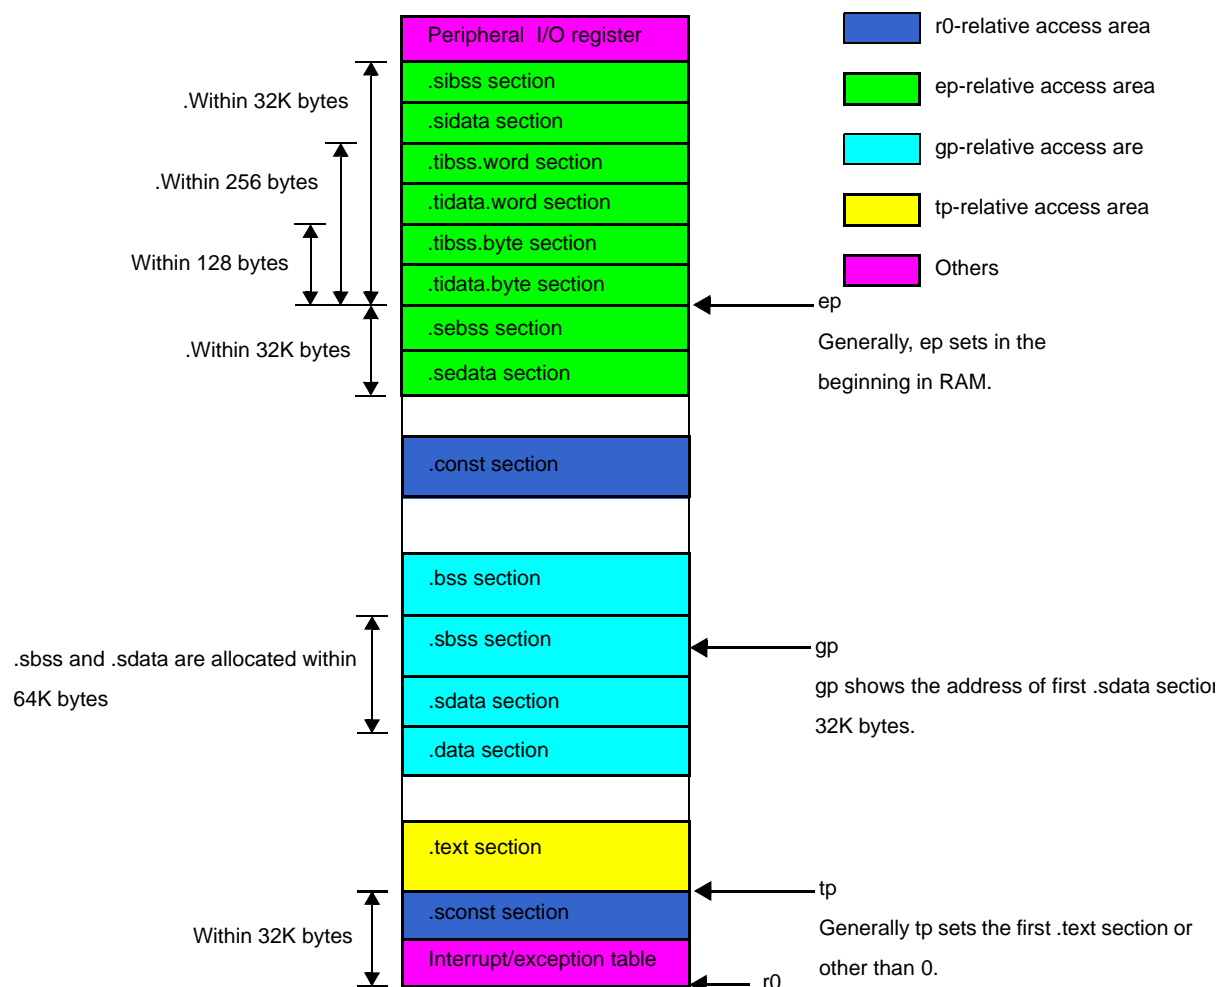 Peripheral I/O register
.sibss section
.sidata section
.tibss.word section
.tidata.word section
.tibss.byte section
.tidata.byte section
.sebss section
.sedata section
.const section
.bss section
.sbss section
.sdata section
.data section
.text section
.sconst section
Interrupt/exception table
.Within 32K bytes
.Within 256 bytes
Within 128 bytes
.Within 32K bytes
.sbss and .sdata are allocated within
64K bytes
Within 32K bytes
r0-relative access area
ep-relative access area
gp-relative access are
tp-relative access area
Others
ep
Generally, ep sets in the
beginning in RAM.
gp
gp shows the address of first .sdata section
32K bytes.
tp
Generally tp sets the first .text section or
other than 0.
r0